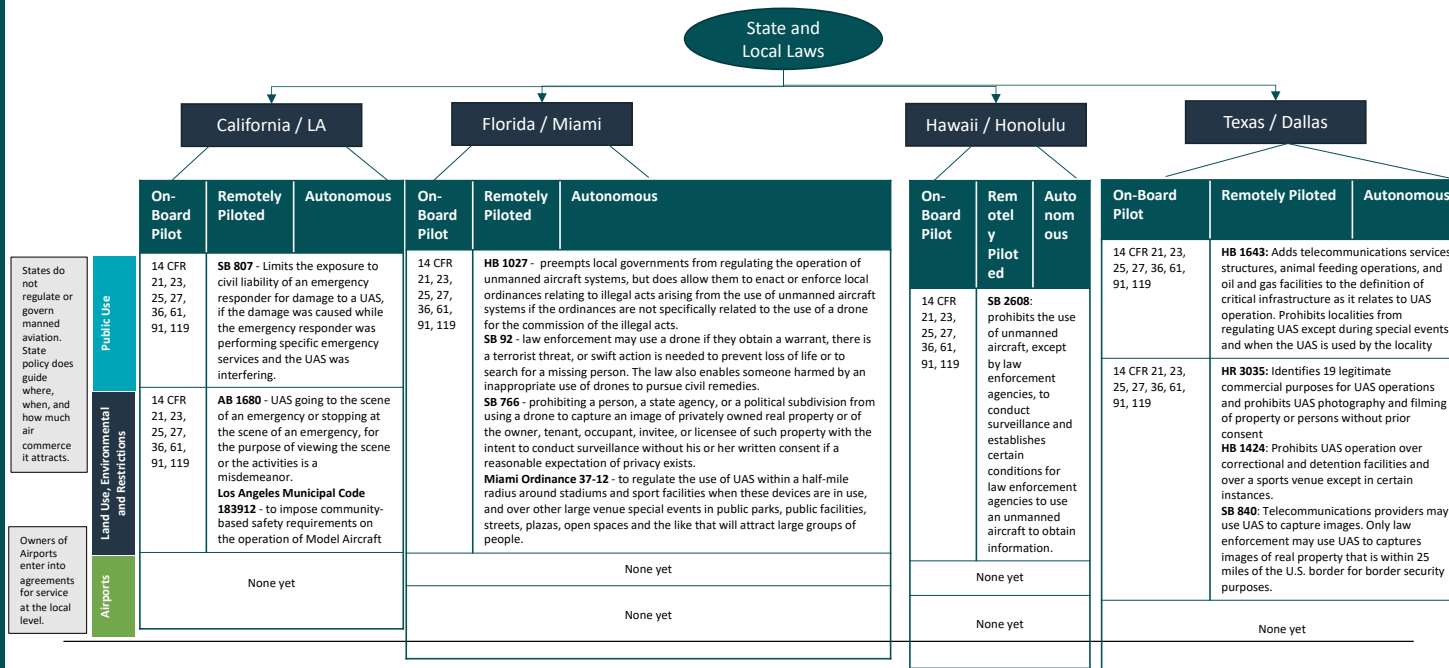 State and
Local Laws
California / LA
Florida / Miami
Hawaii / Honolulu
Texas / Dallas
States do
not
regulate or
govern
manned
aviation.
State
policy does
guide
where,
when, and
how much
air
commerce
it attracts.
Owners of
Airports
enter into
agreements
for service
at the local
level.
Public Use
Land Use, Environmental
and Restrictions
Airports
On-
Board
Pilot
Remotely
Piloted
Autonomous
14 CFR
21, 23,
25, 27,
36, 61,
91, 119
SB 807 - Limits the exposure to
civil liability of an emergency
responder for damage to a UAS,
if the damage was caused while
the emergency responder was
performing specific emergency
services and the UAS was
interfering.
14 CFR
21, 23,
25, 27,
36, 61,
91, 119
AB 1680 - UAS going to the scene
of an emergency or stopping at
the scene of an emergency, for
the purpose of viewing the scene
or the activities is a
misdemeanor.
Los Angeles Municipal Code
183912 - to impose community-
based safety requirements on
the operation of Model Aircraft
None yet
On-
Board
Pilot
Remotely
Piloted
Autonomous
14 CFR
21, 23,
25, 27,
36, 61,
91, 119
HB 1027 - preempts local governments from regulating the operation of
unmanned aircraft systems, but does allow them to enact or enforce local
ordinances relating to illegal acts arising from the use of unmanned aircraft
systems if the ordinances are not specifically related to the use of a drone
for the commission of the illegal acts.
SB 92 - law enforcement may use a drone if they obtain a warrant, there is
a terrorist threat, or swift action is needed to prevent loss of life or to
search for a missing person. The law also enables someone harmed by an
inappropriate use of drones to pursue civil remedies.
SB 766 - prohibiting a person, a state agency, or a political subdivision from
using a drone to capture an image of privately owned real property or of
the owner, tenant, occupant, invitee, or licensee of such property with the
intent to conduct surveillance without his or her written consent if a
reasonable expectation of privacy exists.
Miami Ordinance 37-12 - to regulate the use of UAS within a half-mile
radius around stadiums and sport facilities when these devices are in use,
and over other large venue special events in public parks, public facilities,
streets, plazas, open spaces and the like that will attract large groups of
people.
None yet
None yet
On-
Board
Pilot
Rem
otel
y
Pilot
ed
Auto
nom
ous
14 CFR
21, 23,
25, 27,
36, 61,
91, 119
SB 2608:
prohibits the use
of unmanned
aircraft, except
by law
enforcement
agencies, to
conduct
surveillance and
establishes
certain
conditions for
law enforcement
agencies to use
an unmanned
aircraft to obtain
information.
None yet
None yet
On-Board
Pilot
Remotely Piloted
Autonomous
14 CFR 21, 23,
25, 27, 36, 61,
91, 119
HB 1643: Adds telecommunications services
structures, animal feeding operations, and
oil and gas facilities to the definition of
critical infrastructure as it relates to UAS
operation. Prohibits localities from
regulating UAS except during special events
and when the UAS is used by the locality
14 CFR 21, 23,
25, 27, 36, 61,
91, 119
HR 3035: Identifies 19 legitimate
commercial purposes for UAS operations
and prohibits UAS photography and filming
of property or persons without prior
consent
HB 1424: Prohibits UAS operation over
correctional and detention facilities and
over a sports venue except in certain
instances.
SB 840: Telecommunications providers may
use UAS to capture images. Only law
enforcement may use UAS to captures
images of real property that is within 25
miles of the U.S. border for border security
purposes.
None yet